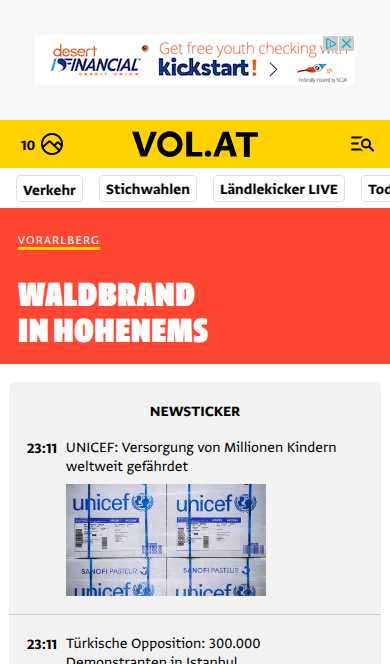 desert
FINANCIAL
CREDIT UNION
Get free youth checking with
kickstart!
Federally insured by NCUA
10
VOL.AT
Verkehr
Stichwahlen
Ländlekicker LIVE
Tod
VORARLBERG
WALDBRAND
IN HOHENEMS
NEWSTICKER
23:11 UNICEF: Versorgung von Millionen Kindern
weltweit gefährdet
unicef
unicef
SANOFI PASTEUR
SANOFI PASTEUR
unicef
unicef
23:11 Türkische Opposition: 300.000
Demonstranten in Istanbul